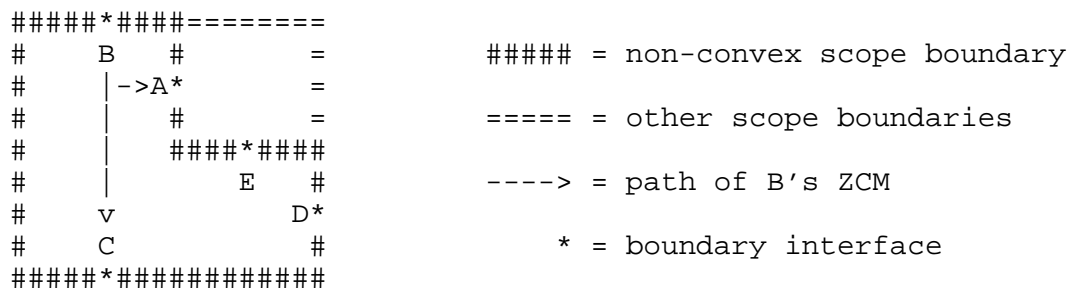 #####*####========
#     B   #       =         ##### = non-convex scope boundary
#     |->A*       =
#     |   #       =         ===== = other scope boundaries
#     |   ####*####
#     |       E   #         ----> = path of B's ZCM
#     v          D*
#     C           #             * = boundary interface
#####*############